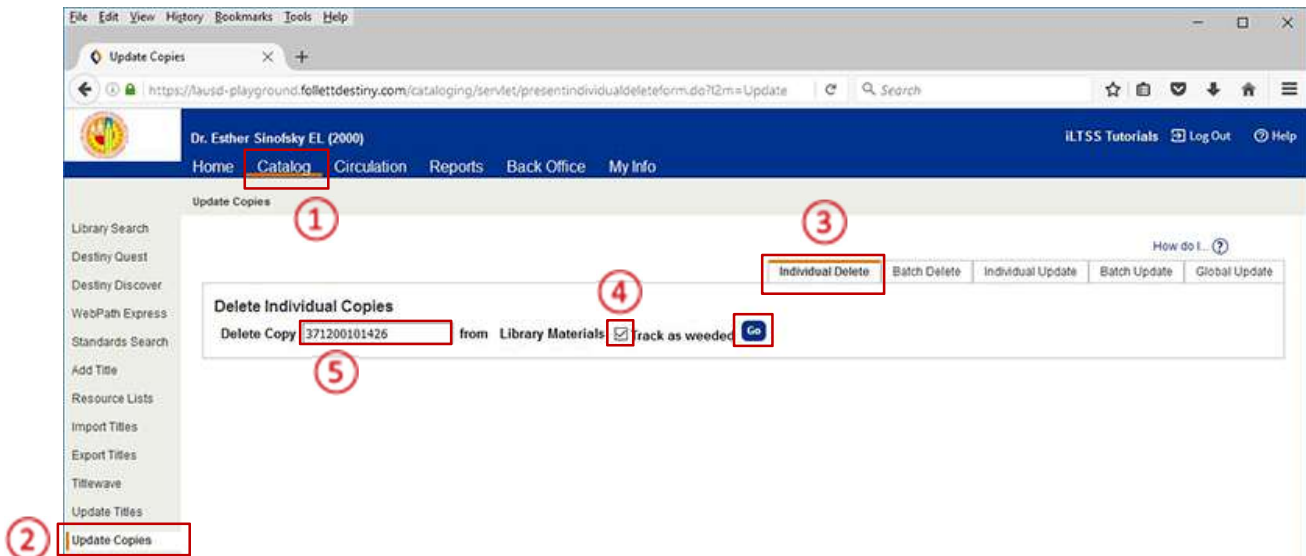 File Edit View History Bookmarks Tools Help
Update Copies
https://lausd-playground.follettdestiny.com/cataloging/servlet/presentindividualdeleteform.do?l2m=Update
Search
Dr. Esther Sinofsky EL (2000)
iLTSS Tutorials Log Out Help
Home Catalog Circulation Reports Back Office My Info
1
Update Copies
3
How do I...
Individual Delete Batch Delete Individual Update Batch Update Global Update
4
Delete Individual Copies
Delete Copy 371200101426 from Library Materials Track as weeded Go
5
Library Search
Destiny Quest
Destiny Discover
WebPath Express
Standards Search
Add Title
Resource Lists
Import Titles
Export Titles
Titlewave
Update Titles
2 Update Copies